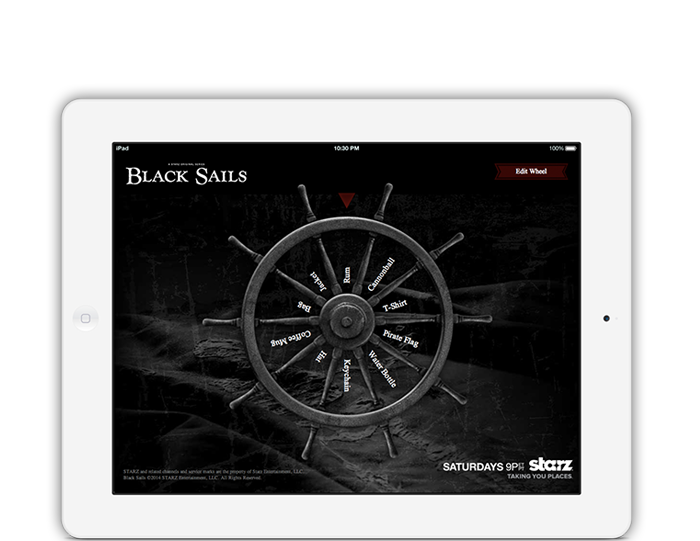 iPad
10:30 PM
100%
A STARZ ORIGINAL SERIES
BLACK SAILS
Edit Wheel
Rum
Cannonball
T-Shirt
Pirate Flag
Water Bottle
Keychain
Hat
Coffee Mug
Bag
Jacket
SATURDAYS 9PM ET/PT starz
TAKING YOU PLACES
STARZ and related channels and service marks are the property of Starz Entertainment, LLC.
Black Sails ©2014 STARZ Entertainment, LLC. All Rights Reserved.